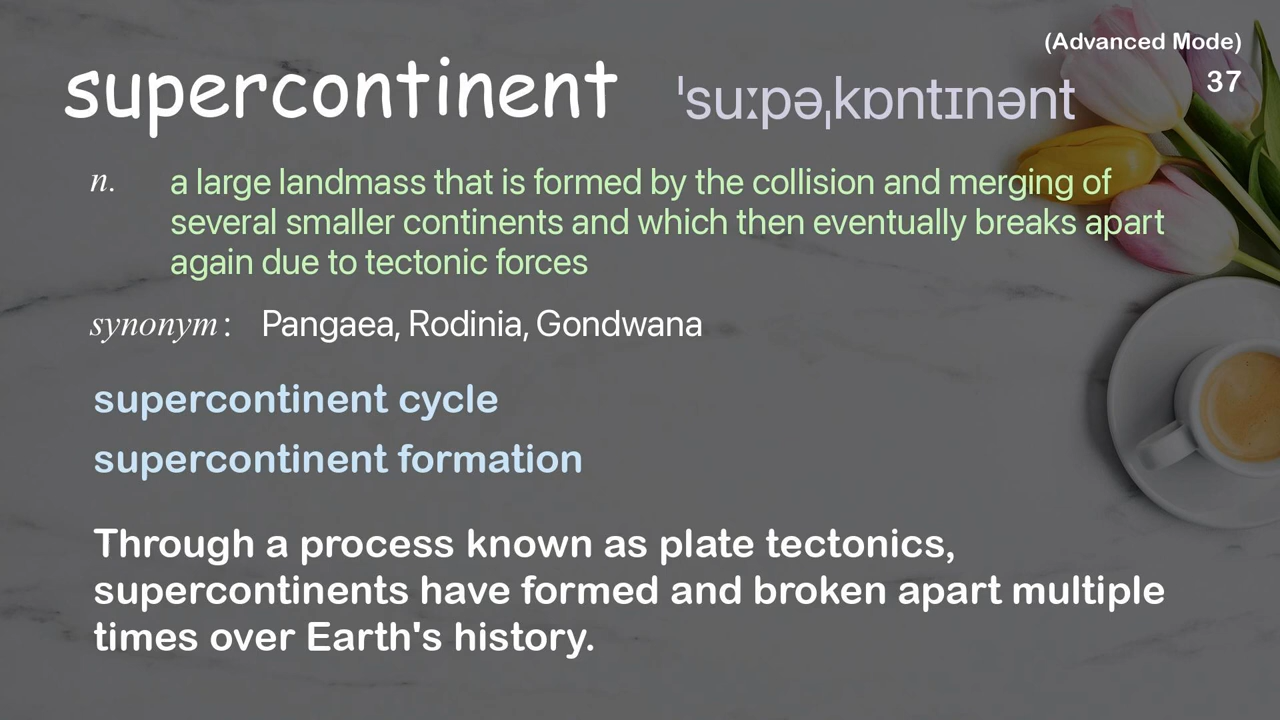 (Advanced Mode)
supercontinent ˈsuːpəˌkɒntɪnənt 37
n. a large landmass that is formed by the collision and merging of
several smaller continents and which then eventually breaks apart
again due to tectonic forces
synonym: Pangaea, Rodinia, Gondwana
supercontinent cycle
supercontinent formation
Through a process known as plate tectonics,
supercontinents have formed and broken apart multiple
times over Earth's history.